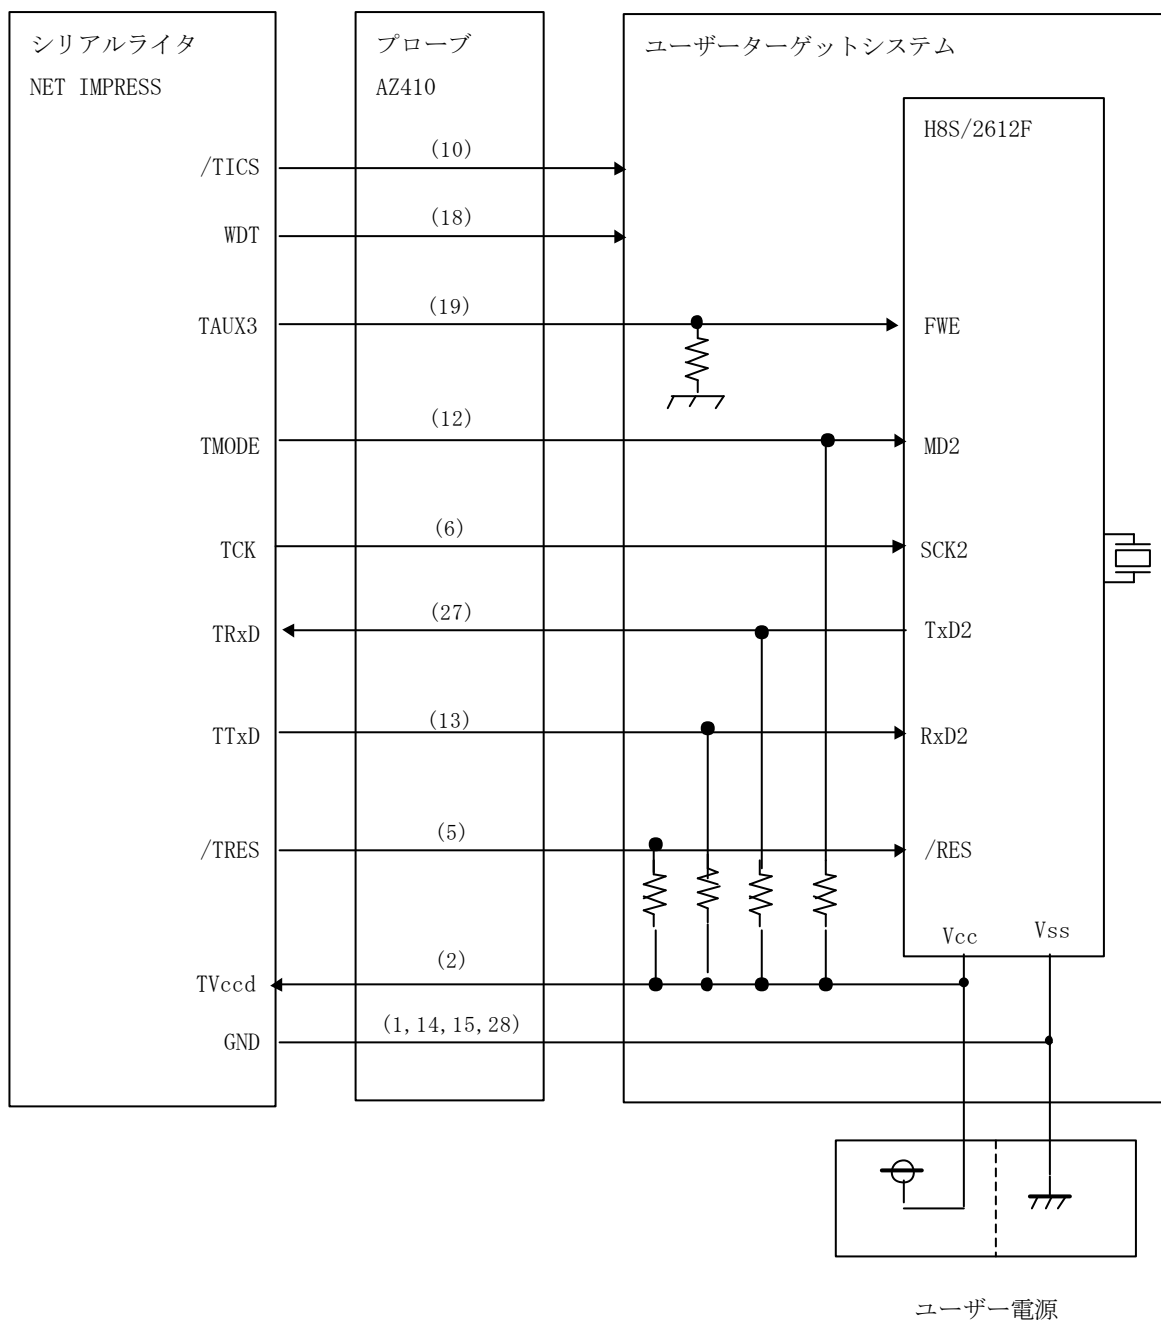 シリアルライタ
NET IMPRESS
プローブ
AZ410
ユーザーターゲットシステム
H8S/2612F
/TICS
(10)
WDT
(18)
TAUX3
(19)
FWE
TMODE
(12)
MD2
TCK
(6)
SCK2
TRxD
(27)
TxD2
TTxD
(13)
RxD2
/TRES
(5)
/RES
Vcc
Vss
TVccd
(2)
GND
(1,14,15,28)
ユーザー電源